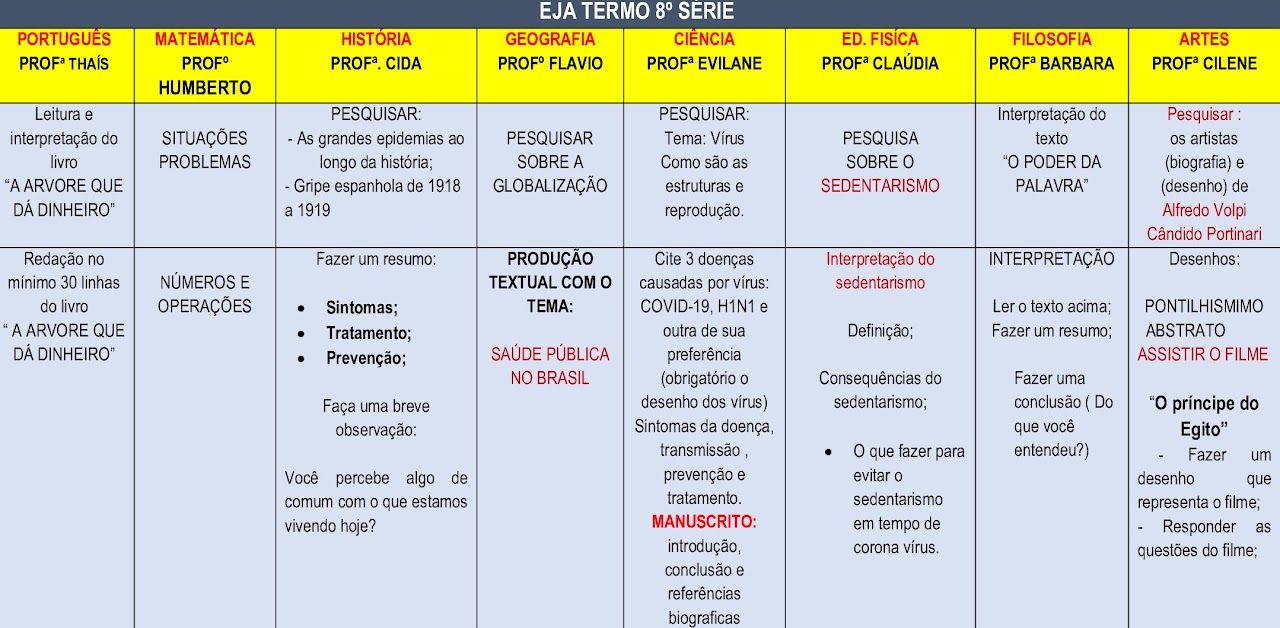 EJA TERMO 8º SÉRIE
PORTUGUÊS
PROFª THAÍS
MATEMÁTICA
PROFº
HUMBERTO
HISTÓRIA
PROFª. CIDA
GEOGRAFIA
PROFº FLAVIO
CIÊNCIA
PROFª EVILANE
ED. FISÍCA
PROFª CLAÚDIA
FILOSOFIA
PROFª BARBARA
ARTES
PROFª CILENE
Leitura e
interpretação do
livro
“A ARVORE QUE
DÁ DINHEIRO”
SITUAÇÕES
PROBLEMAS
PESQUISAR:
- As grandes epidemias ao
longo da história;
- Gripe espanhola de 1918
a 1919
PESQUISAR
SOBRE A
GLOBALIZAÇÃO
PESQUISAR:
Tema: Vírus
Como são as
estruturas e
reprodução.
PESQUISA
SOBRE O
SEDENTARISMO
Interpretação do
texto
“O PODER DA
PALAVRA”
Pesquisar :
os artistas
(biografia) e
(desenho) de
Alfredo Volpi
Cândido Portinari
Redação no
mínimo 30 linhas
do livro
“ A ARVORE QUE
DÁ DINHEIRO”
NÚMEROS E
OPERAÇÕES
Fazer um resumo:
• Sintomas;
• Tratamento;
• Prevenção;
Faça uma breve
observação:
Você percebe algo de
comum com o que estamos
vivendo hoje?
PRODUÇÃO
TEXTUAL COM O
TEMA:
SAÚDE PÚBLICA
NO BRASIL
Cite 3 doenças
causadas por vírus:
COVID-19, H1N1 e
outra de sua
preferência
(obrigatório o
desenho dos vírus)
Sintomas da doença,
transmissão ,
prevenção e
tratamento.
MANUSCRITO:
introdução,
conclusão e
referências
biograficas
Interpretação do
sedentarismo
Definição;
Consequências do
sedentarismo;
• O que fazer para
evitar o
sedentarismo
em tempo de
corona vírus.
INTERPRETAÇÃO
Ler o texto acima;
Fazer um resumo;
Fazer uma
conclusão ( Do
que você
entendeu?)
Desenhos:
PONTILHISMIMO
ABSTRATO
ASSISTIR O FILME
“O príncipe do
Egito”
- Fazer um
desenho que
representa o filme;
- Responder as
questões do filme;